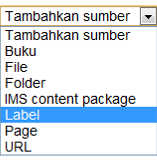 Tambahkan sumber
Tambahkan sumber
Buku
File
Folder
IMS content package
Label
Page
URL